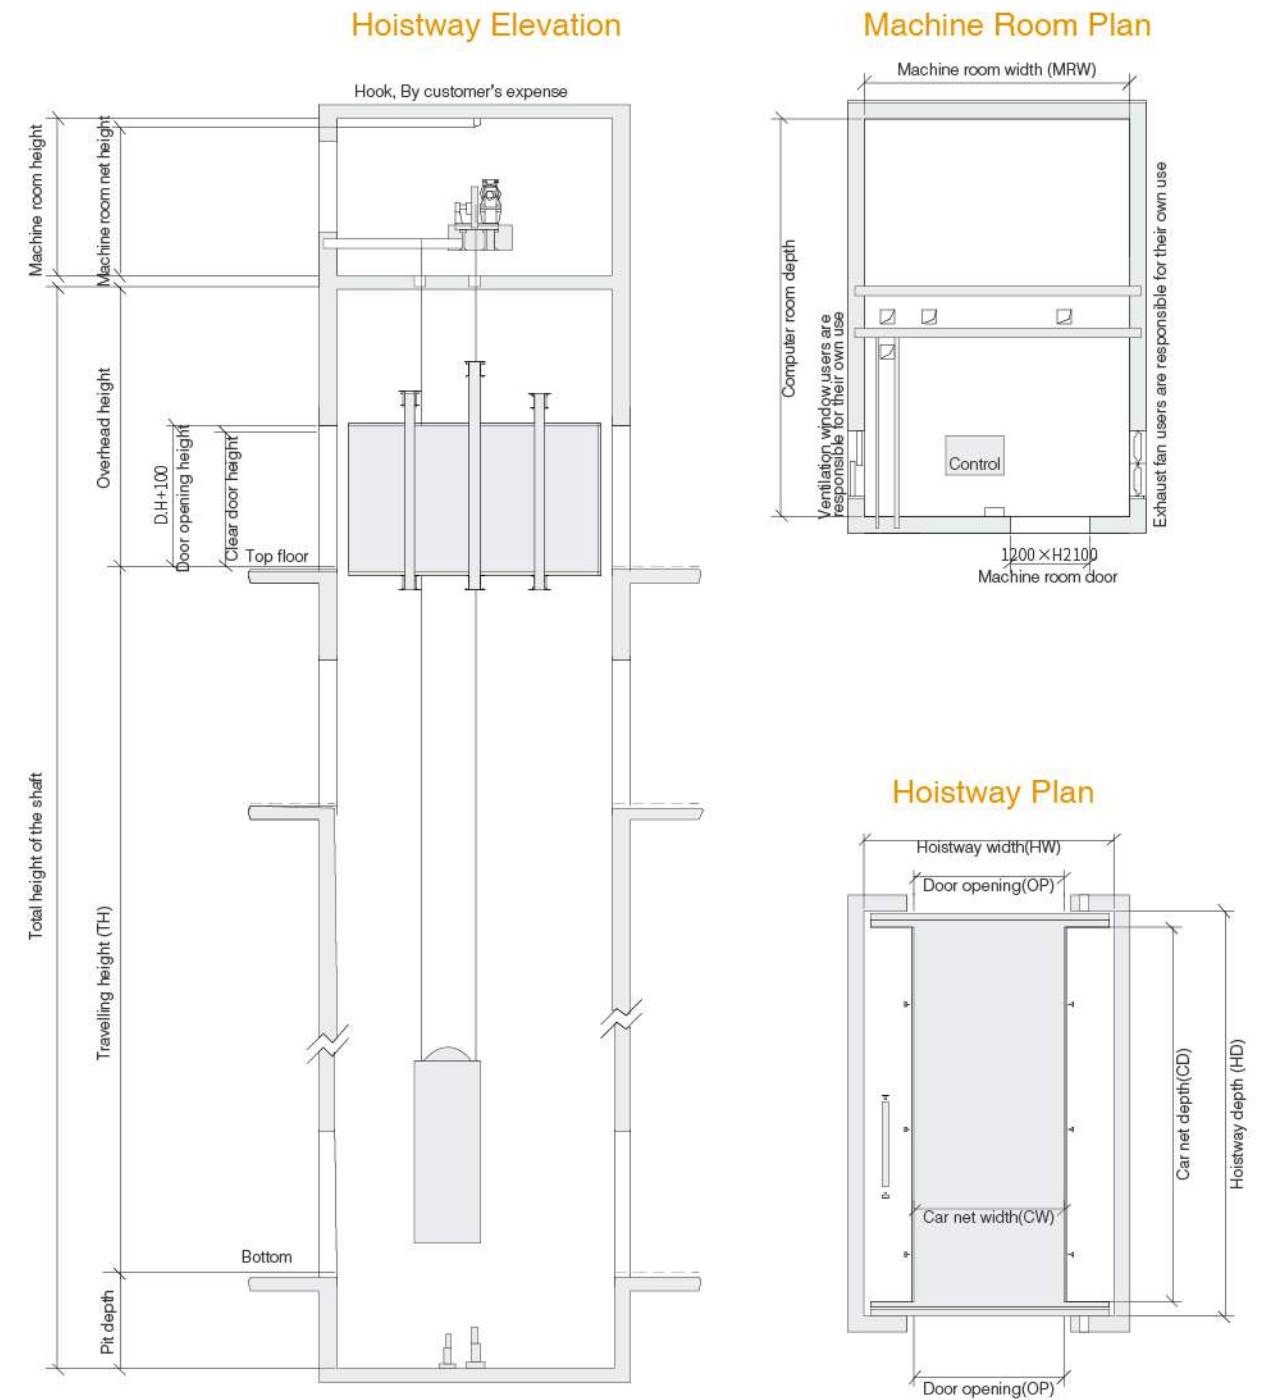 Hoistway Elevation
Hook, By customer's expense
Machine room height
Machine room net height
Overhead height
D.H+100
Door opening height
Clear door height
Top floor
Total height of the shaft
Travelling height (TH)
Bottom
Pit depth
Machine Room Plan
Machine room width (MRW)
Computer room depth
Ventilation window users are
responsible for their own use
Exhaust fan users are responsible for their own use
Control
1200×H2100
Machine room door
Hoistway Plan
Hoistway width(HW)
Door opening(OP)
Car net depth(CD)
Hoistway depth (HD)
Car net width(CW)
Door opening(OP)